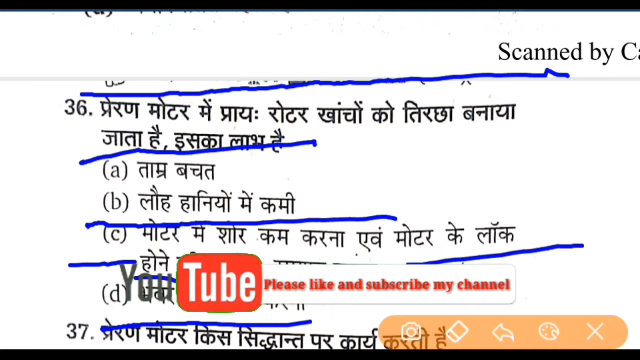 Scanned by Ca
36. प्रेरण मोटर में प्रायः रोटर खांचों को तिरछा बनाया
जाता है, इसका लाभ है
(a) ताम्र बचत
(b) लौह हानियों में कमी
(c) मोटर में शोर कम करना एवं मोटर के लॉक
होने
YouTube Please like and subscribe my channel
(d)
37. प्रेरण मोटर किस सिद्धान्त पर कार्य करती है